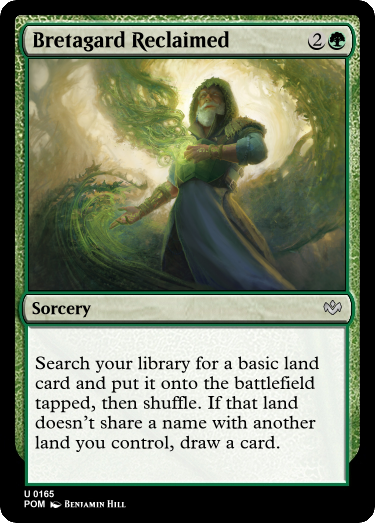 Bretagard Reclaimed 2
Sorcery
Search your library for a basic land
card and put it onto the battlefield
tapped, then shuffle. If that land
doesn't share a name with another
land you control, draw a card.
U 0165
POM Benjamin Hill